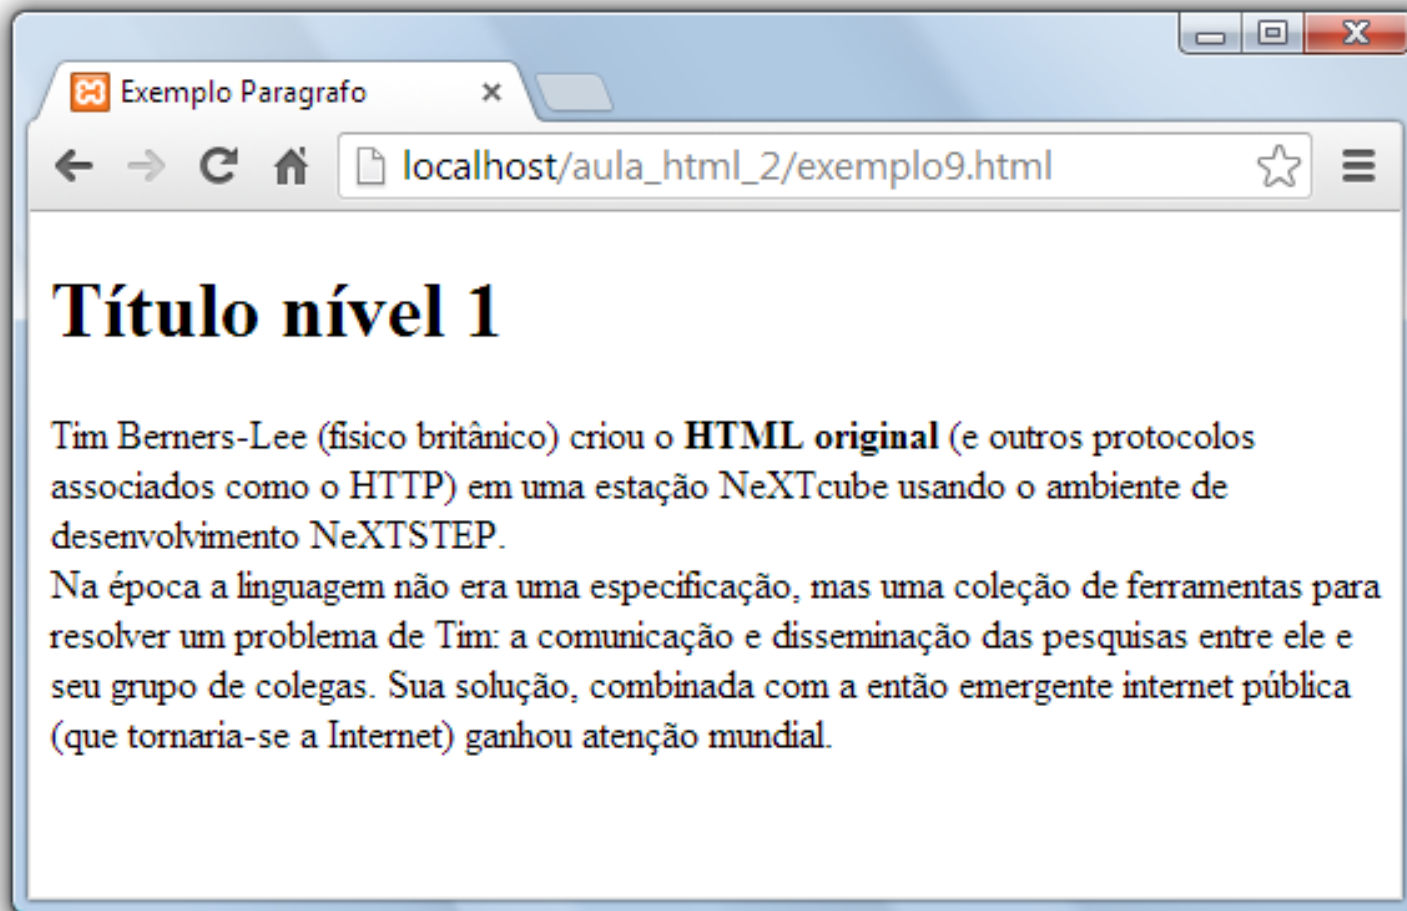 Exemplo Paragrafo
localhost/aula_html_2/exemplo9.html
Título nível 1
Tim Berners-Lee (fisico britânico) criou o HTML original (e outros protocolos
associados como o HTTP) em uma estação NeXTcube usando o ambiente de
desenvolvimento NeXTSTEP.
Na época a linguagem não era uma especificação, mas uma coleção de ferramentas para
resolver um problema de Tim: a comunicação e disseminação das pesquisas entre ele e
seu grupo de colegas. Sua solução, combinada com a então emergente internet pública
(que tornaria-se a Internet) ganhou atenção mundial.